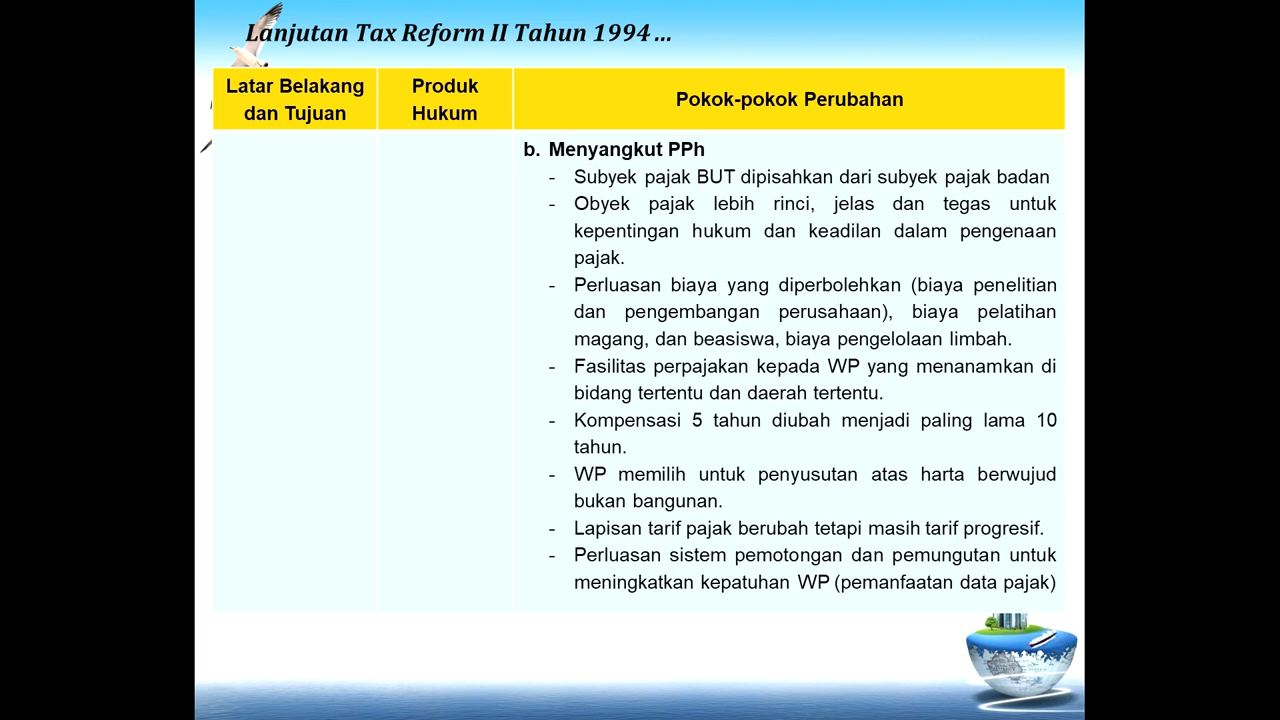 Lanjutan Tax Reform II Tahun 1994 ...
Latar Belakang
dan Tujuan
Produk
Hukum
Pokok-pokok Perubahan
b. Menyangkut PPh
- Subyek pajak BUT dipisahkan dari subyek pajak badan
- Obyek pajak lebih rinci, jelas dan tegas untuk
kepentingan hukum dan keadilan dalam pengenaan
pajak.
- Perluasan biaya yang diperbolehkan (biaya penelitian
dan pengembangan perusahaan), biaya pelatihan
magang, dan beasiswa, biaya pengelolaan limbah.
- Fasilitas perpajakan kepada WP yang menanamkan di
bidang tertentu dan daerah tertentu.
- Kompensasi 5 tahun diubah menjadi paling lama 10
tahun.
- WP memilih untuk penyusutan atas harta berwujud
bukan bangunan.
- Lapisan tarif pajak berubah tetapi masih tarif progresif.
- Perluasan sistem pemotongan dan pemungutan untuk
meningkatkan kepatuhan WP (pemanfaatan data pajak)